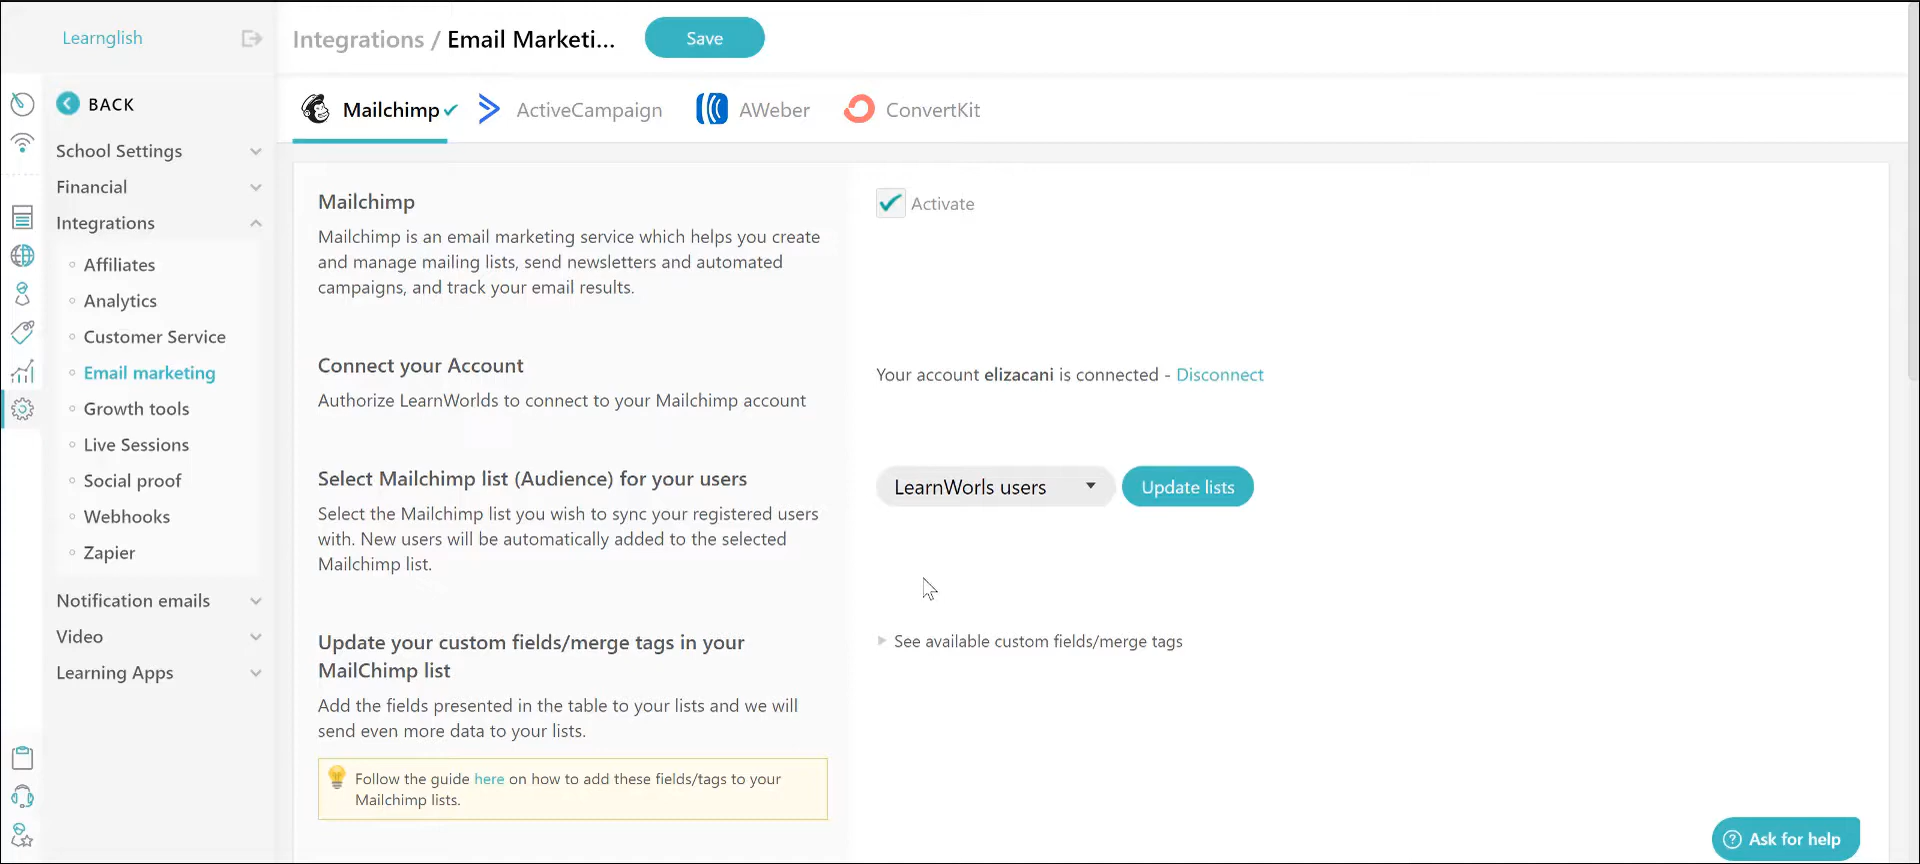 Learnglish
Integrations / Email Marketi...
Save
BACK
School Settings
Financial
Integrations
Affiliates
Analytics
Customer Service
Email marketing
Growth tools
Live Sessions
Social proof
Webhooks
Zapier
Notification emails
Video
Learning Apps
Mailchimp
ActiveCampaign
AWeber
ConvertKit
Mailchimp
Mailchimp is an email marketing service which helps you create
and manage mailing lists, send newsletters and automated
campaigns, and track your email results.
Activate
Connect your Account
Authorize LearnWorlds to connect to your Mailchimp account
Your account elizacani is connected - Disconnect
Select Mailchimp list (Audience) for your users
Select the Mailchimp list you wish to sync your registered users
with. New users will be automatically added to the selected
Mailchimp list.
LearnWorls users
Update lists
Update your custom fields/merge tags in your
MailChimp list
Add the fields presented in the table to your lists and we will
send even more data to your lists.
See available custom fields/merge tags
Follow the guide here on how to add these fields/tags to your
Mailchimp lists.
Ask for help